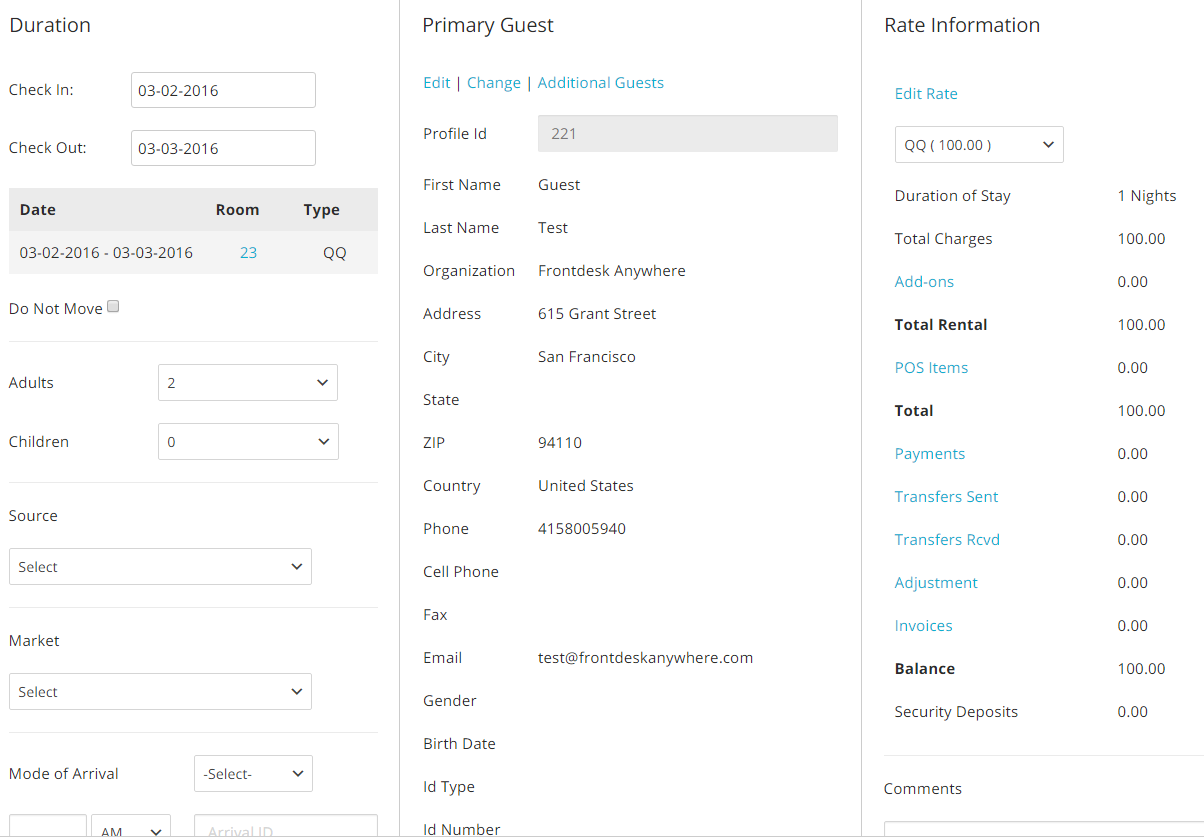 Duration
Check In: 03-02-2016
Check Out: 03-03-2016
Date Room Type
03-02-2016 - 03-03-2016 23 QQ
Do Not Move
Adults 2
Children 0
Source
Select
Market
Select
Mode of Arrival -Select-
AM Arrival ID
Primary Guest
Edit | Change | Additional Guests
Profile Id 221
First Name Guest
Last Name Test
Organization Frontdesk Anywhere
Address 615 Grant Street
City San Francisco
State
ZIP 94110
Country United States
Phone 4158005940
Cell Phone
Fax
Email test@frontdeskanywhere.com
Gender
Birth Date
Id Type
Id Number
Rate Information
Edit Rate
QQ ( 100.00 )
Duration of Stay 1 Nights
Total Charges 100.00
Add-ons 0.00
Total Rental 100.00
POS Items 0.00
Total 100.00
Payments 0.00
Transfers Sent 0.00
Transfers Rcvd 0.00
Adjustment 0.00
Invoices 0.00
Balance 100.00
Security Deposits 0.00
Comments